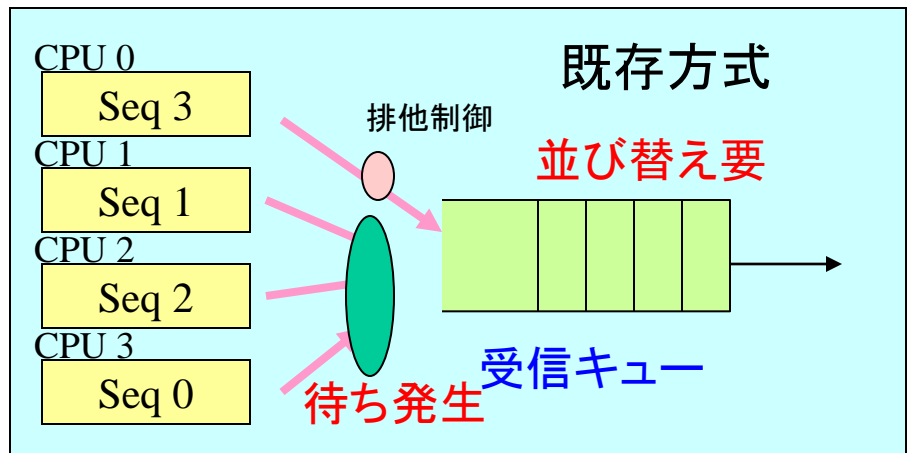 CPU 0
Seq 3
CPU 1
Seq 1
CPU 2
Seq 2
CPU 3
Seq 0
排他制御
待ち発生
既存方式
並び替え要
受信キュー